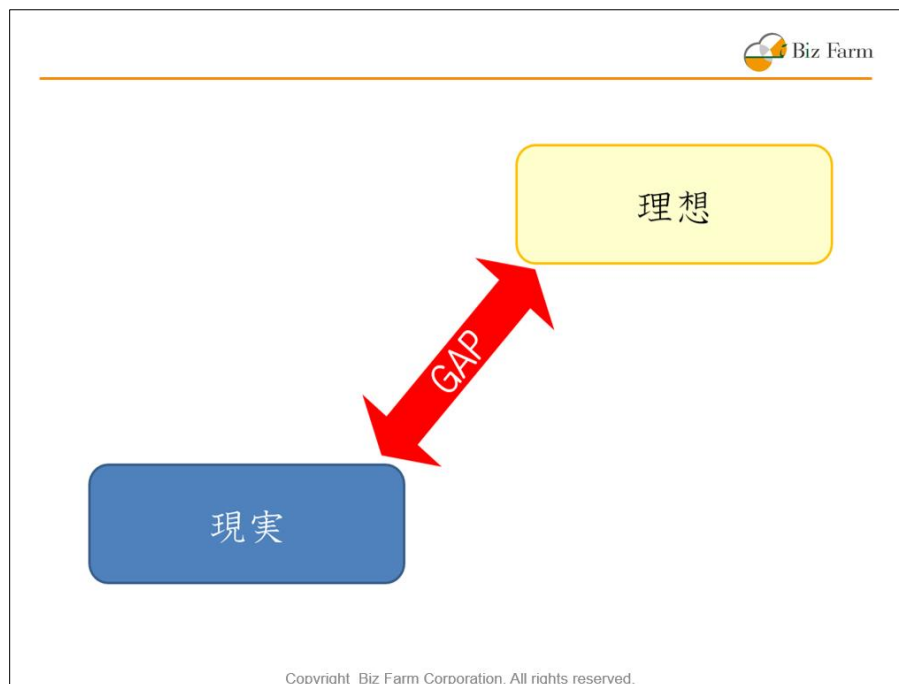 Biz Farm
理想
GAP
現実
Copyright Biz Farm Corporation. All rights reserved.